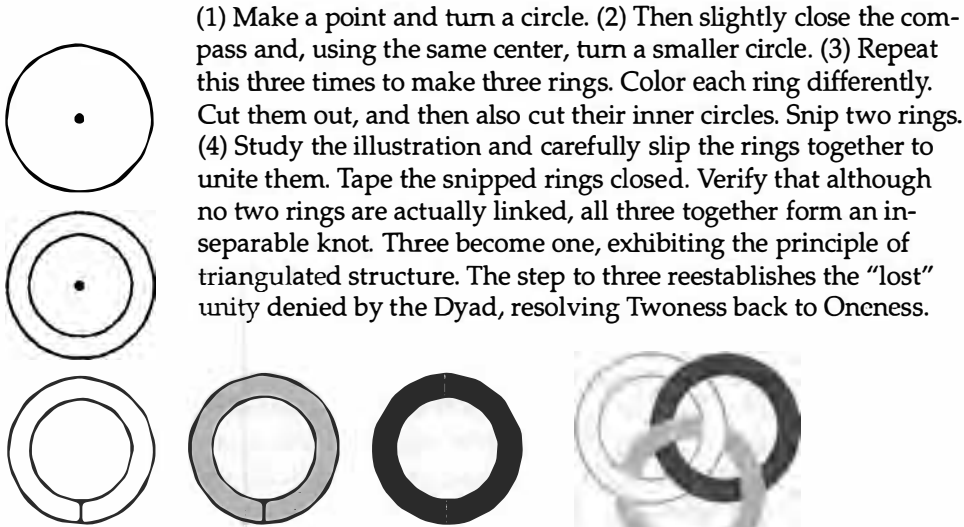 (1) Make a point and turn a circle. (2) Then slightly close the com-
pass and, using the same center, turn a smaller circle. (3) Repeat
this three times to make three rings. Color each ring differently.
Cut them out, and then also cut their inner circles. Snip two rings.
(4) Study the illustration and carefully slip the rings together to
unite them. Tape the snipped rings closed. Verify that although
no two rings are actually linked, all three together form an in-
separable knot. Three become one, exhibiting the principle of
triangulated structure. The step to three reestablishes the “lost”
unity denied by the Dyad, resolving Twoness back to Oneness.